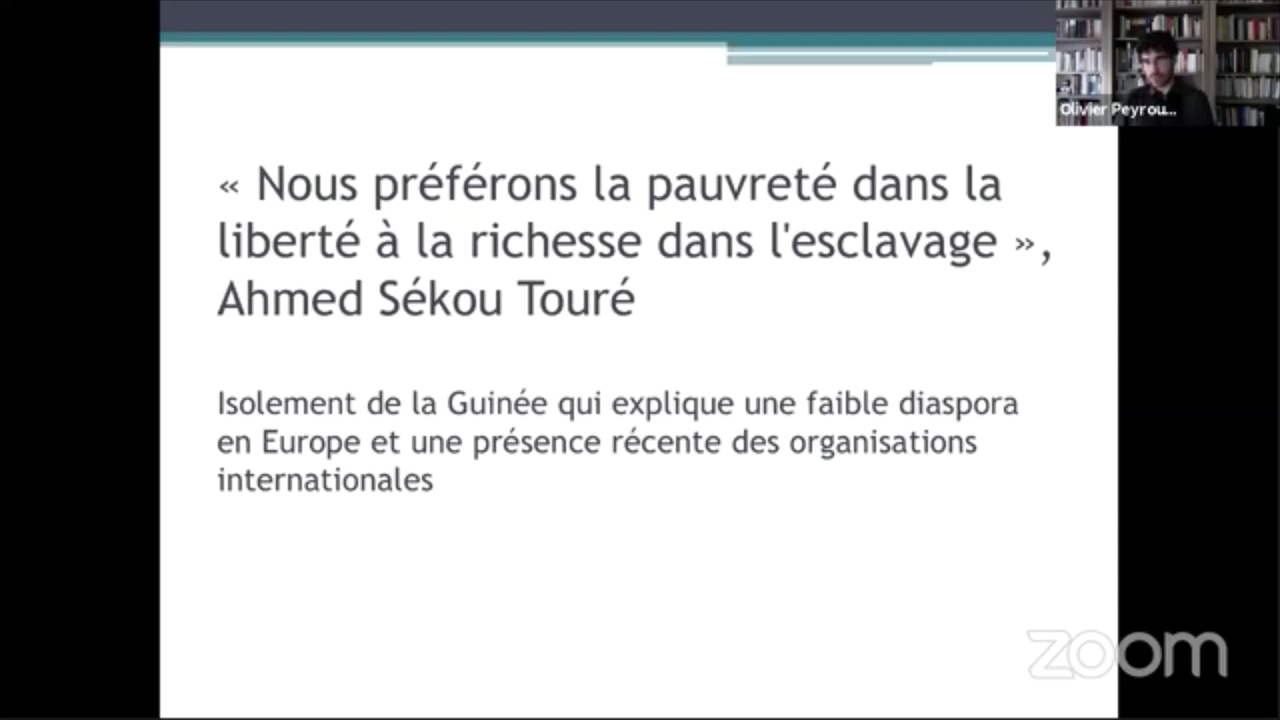 Olivier Peyrou...
« Nous préférons la pauvreté dans la
liberté à la richesse dans l'esclavage »,
Ahmed Sékou Touré
Isolement de la Guinée qui explique une faible diaspora
en Europe et une présence récente des organisations
internationales
zoom